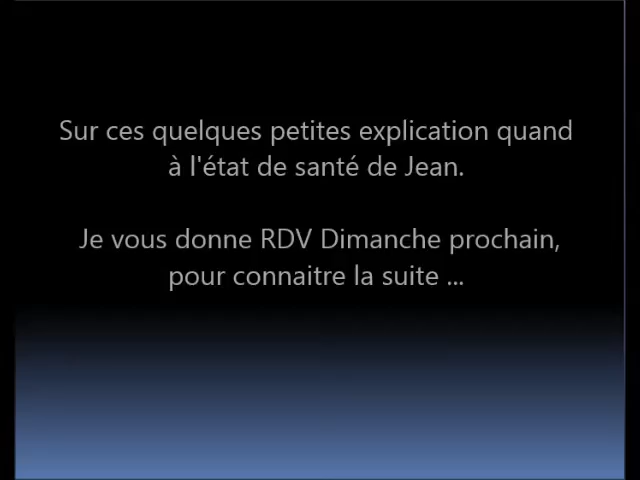 Sur ces quelques petites explication quand
à l'état de santé de Jean.
Je vous donne RDV Dimanche prochain,
pour connaitre la suite ...